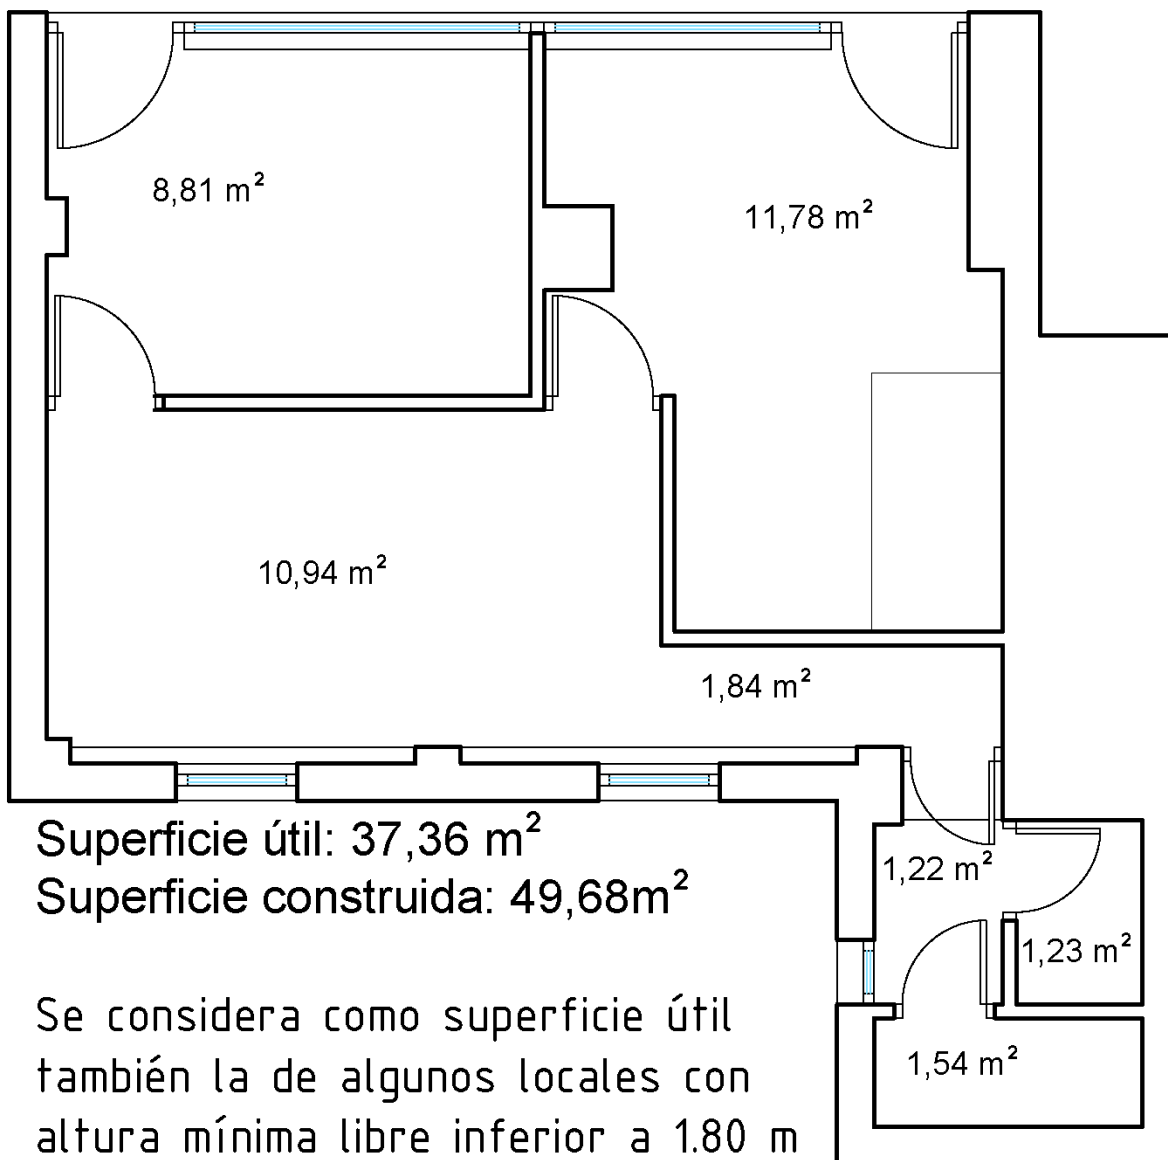 8,81 m²
11,78 m²
10,94 m²
1,84 m²
Superficie útil: 37,36 m²
Superficie construida: 49,68m²
1,22 m²
1,23 m²
1,54 m²
Se considera como superficie útil
también la de algunos locales con
altura mínima libre inferior a 1.80 m